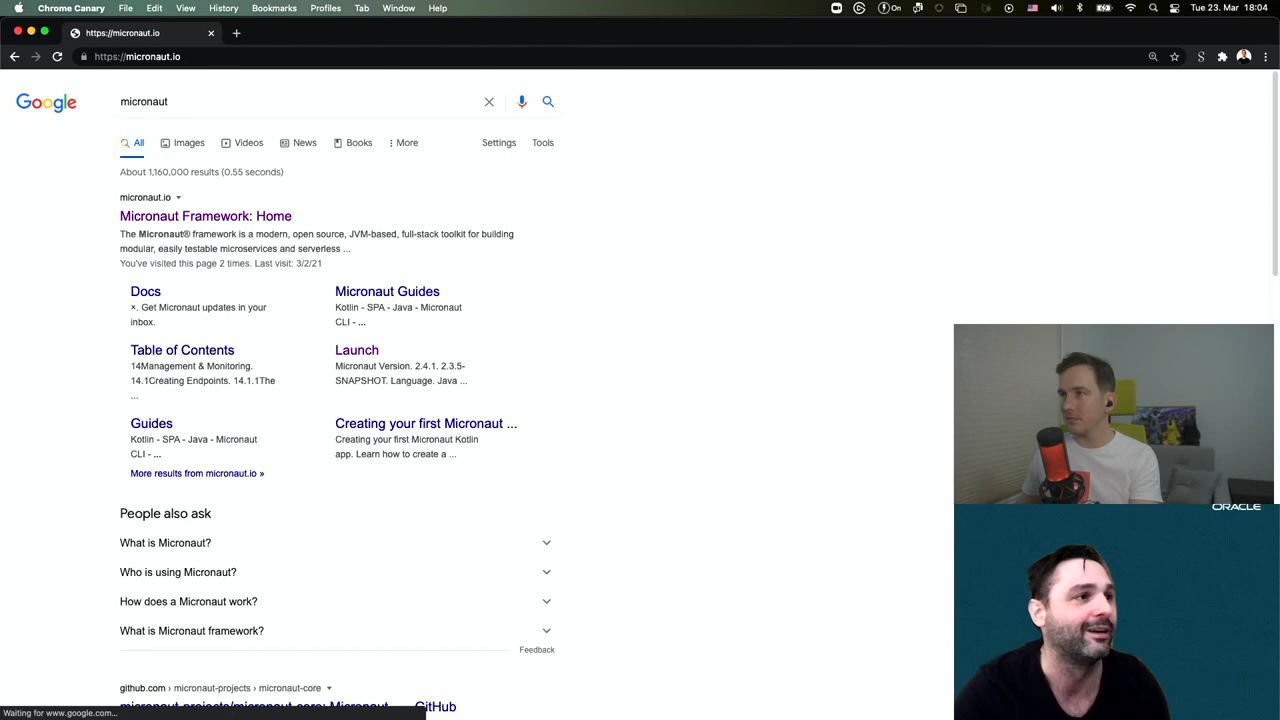 Chrome Canary File Edit View History Bookmarks Profiles Tab Window Help On Tue 23. Mar 18:04
https://micronaut.io
https://micronaut.io
Google
micronaut
All Images Videos News Books More Settings Tools
About 1,160,000 results (0.55 seconds)
micronaut.io
Micronaut Framework: Home
The Micronaut® framework is a modern, open source, JVM-based, full-stack toolkit for building
modular, easily testable microservices and serverless ...
You've visited this page 2 times. Last visit: 3/2/21
Docs
×. Get Micronaut updates in your
inbox.
Micronaut Guides
Kotlin - SPA - Java - Micronaut
CLI - ...
Table of Contents
14Management & Monitoring.
14.1Creating Endpoints. 14.1.1The
...
Launch
Micronaut Version. 2.4.1. 2.3.5-
SNAPSHOT. Language. Java ...
Guides
Kotlin - SPA - Java - Micronaut
CLI - ...
Creating your first Micronaut ...
Creating your first Micronaut Kotlin
app. Learn how to create a ...
More results from micronaut.io »
People also ask
What is Micronaut?
Who is using Micronaut?
How does a Micronaut work?
What is Micronaut framework?
Feedback
github.com › micronaut-projects › micronaut-core
micronaut-projects/micronaut-core: Micronaut ... GitHub
Waiting for www.google.com...
ORACLE